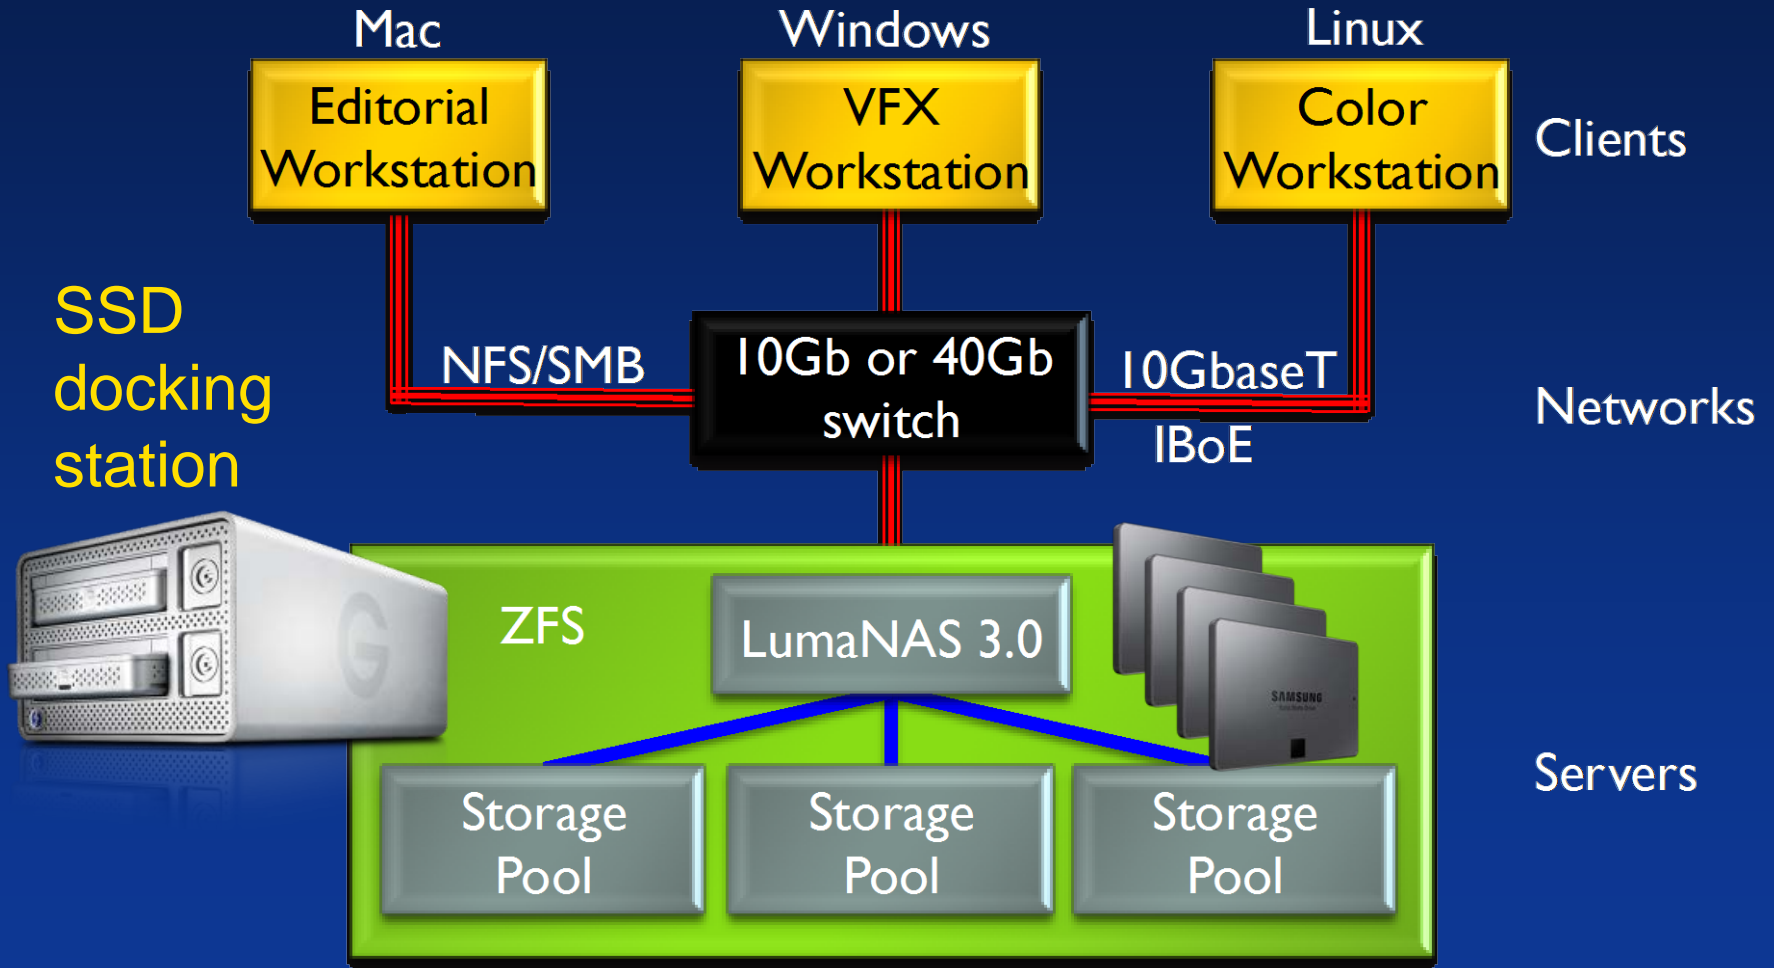 Mac
Windows
Linux
Editorial
Workstation
VFX
Workstation
Color
Workstation
Clients
SSD
docking
station
NFS/SMB
10Gb or 40Gb
switch
10GbaseT
IBoE
Networks
ZFS
LumaNAS 3.0
G
SAMSUNG
Storage
Pool
Storage
Pool
Storage
Pool
Servers